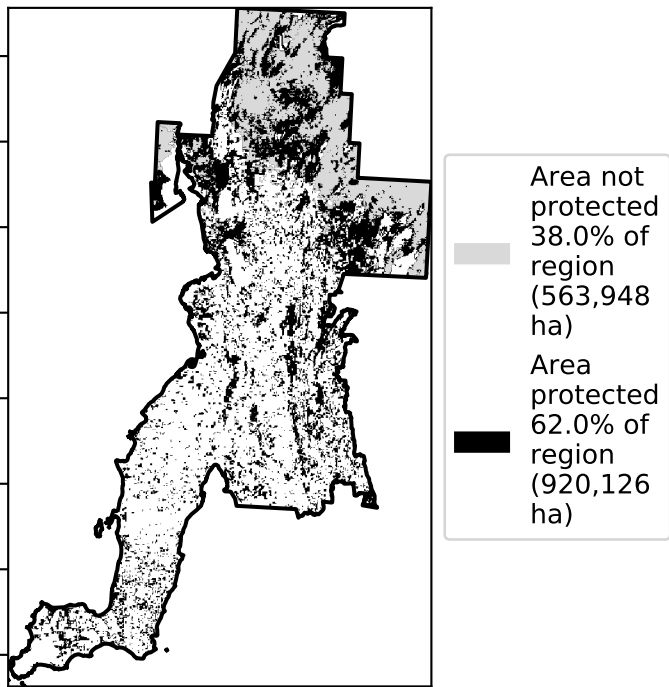 Area not
protected
38.0% of
region
(563,948
ha)
Area
protected
62.0% of
region
(920,126
ha)